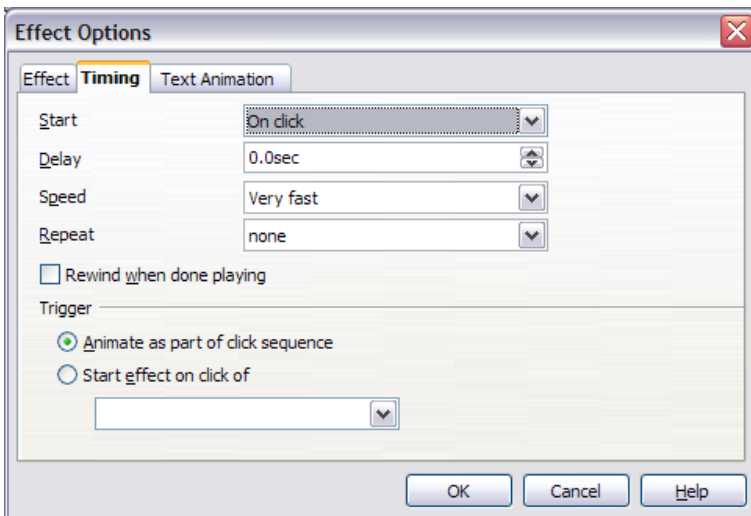 Effect Options
Effect Timing Text Animation
Start On click
Delay 0.0sec
Speed Very fast
Repeat none
Rewind when done playing
Trigger
Animate as part of click sequence
Start effect on click of
OK Cancel Help